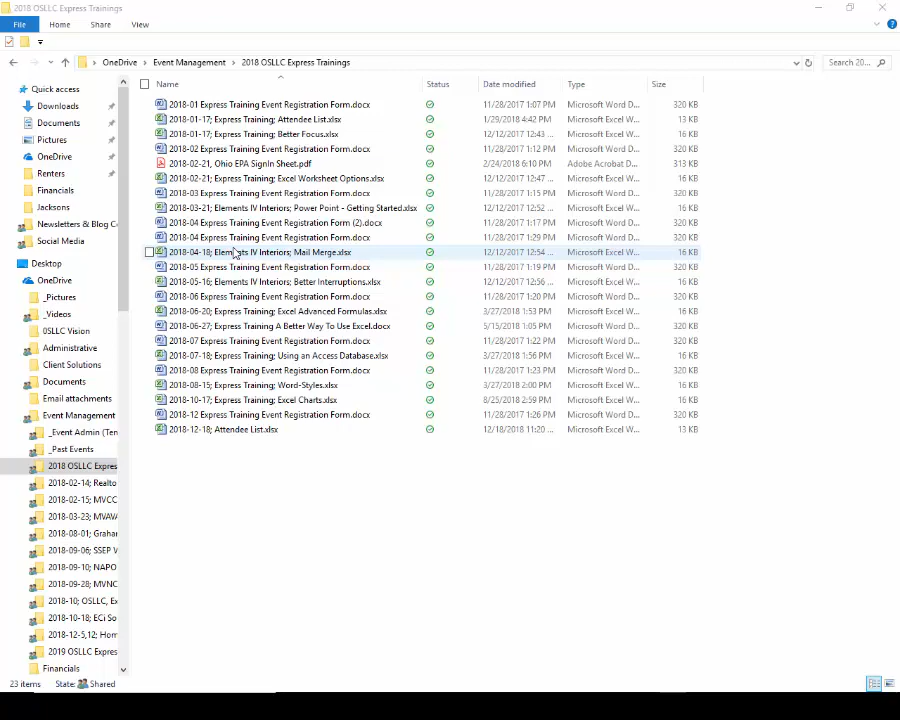 2018 OSLLC Express Trainings
File Home Share View
OneDrive › Event Management › 2018 OSLLC Express Trainings Search 20...
Name Status Date modified Type Size
2018-01 Express Training Event Registration Form.docx 11/28/2017 1:07 PM Microsoft Word D... 320 KB
2018-01-17; Express Training; Attendee List.xlsx 1/29/2018 4:42 PM Microsoft Excel W... 13 KB
2018-01-17; Express Training; Better Focus.xlsx 12/12/2017 12:43 ... Microsoft Excel W... 16 KB
2018-02 Express Training Event Registration Form.docx 11/28/2017 1:12 PM Microsoft Word D... 320 KB
2018-02-21, Ohio EPA SignIn Sheet.pdf 2/24/2018 6:10 PM Adobe Acrobat D... 313 KB
2018-02-21; Express Training; Excel Worksheet Options.xlsx 12/12/2017 12:47 ... Microsoft Excel W... 16 KB
2018-03 Express Training Event Registration Form.docx 11/28/2017 1:15 PM Microsoft Word D... 320 KB
2018-03-21; Elements IV Interiors; Power Point - Getting Started.xlsx 12/12/2017 12:52 ... Microsoft Excel W... 16 KB
2018-04 Express Training Event Registration Form (2).docx 11/28/2017 1:17 PM Microsoft Word D... 320 KB
2018-04 Express Training Event Registration Form.docx 11/28/2017 1:29 PM Microsoft Word D... 320 KB
2018-04-18; Elements IV Interiors; Mail Merge.xlsx 12/12/2017 12:54 ... Microsoft Excel W... 16 KB
2018-05 Express Training Event Registration Form.docx 11/28/2017 1:19 PM Microsoft Word D... 320 KB
2018-05-16; Elements IV Interiors; Better Interruptions.xlsx 12/12/2017 12:56 ... Microsoft Excel W... 16 KB
2018-06 Express Training Event Registration Form.docx 11/28/2017 1:20 PM Microsoft Word D... 320 KB
2018-06-20; Express Training; Excel Advanced Formulas.xlsx 3/27/2018 1:53 PM Microsoft Excel W... 16 KB
2018-06-27; Express Training A Better Way To Use Excel.docx 5/15/2018 1:05 PM Microsoft Word D... 320 KB
2018-07 Express Training Event Registration Form.docx 11/28/2017 1:22 PM Microsoft Word D... 320 KB
2018-07-18; Express Training; Using an Access Database.xlsx 3/27/2018 1:56 PM Microsoft Excel W... 16 KB
2018-08 Express Training Event Registration Form.docx 11/28/2017 1:23 PM Microsoft Word D... 320 KB
2018-08-15; Express Training; Word-Styles.xlsx 3/27/2018 2:00 PM Microsoft Excel W... 16 KB
2018-10-17; Express Training; Excel Charts.xlsx 8/25/2018 2:59 PM Microsoft Excel W... 16 KB
2018-12 Express Training Event Registration Form.docx 11/28/2017 1:26 PM Microsoft Word D... 320 KB
2018-12-18; Attendee List.xlsx 12/18/2018 11:20 ... Microsoft Excel W... 13 KB
Quick access
Downloads
Documents
Pictures
OneDrive
Renters
Financials
Jacksons
Newsletters & Blog C
Social Media
Desktop
OneDrive
_Pictures
_Videos
0SLLC Vision
Administrative
Client Solutions
Documents
Email attachments
Event Management
_Event Admin (Ten
_Past Events
2018 OSLLC Expres
2018-02-14; Realto
2018-02-15; MVCC
2018-03-23; MVAV
2018-08-01; Grahar
2018-09-06; SSEP V
2018-09-10; NAPO
2018-09-28; MVNC
2018-10; OSLLC, Ex
2018-10-18; ECi So
2018-12-5,12; Hom
2019 OSLLC Expres
Financials
23 items State: Shared